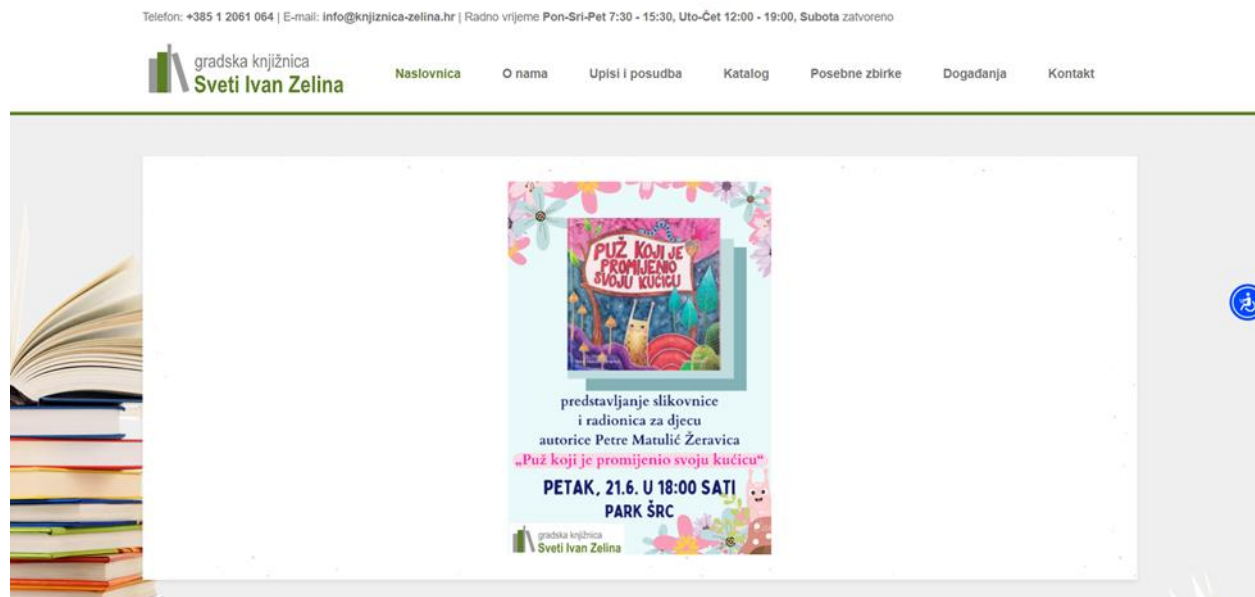 Telefon: +385 1 2061 064 | E-mail: info@knjiznica-zelina.hr | Radno vrijeme Pon-Sri-Pet 7:30 - 15:30, Uto-Čet 12:00 - 19:00, Subota zatvoreno
gradska knjižnica
Sveti Ivan Zelina
Naslovnica O nama Upisi i posudba Katalog Posebne zbirke Događanja Kontakt
PUŽ KOJI JE
PROMIJENIO
SVOJU KUĆICU
predstavljanje slikovnice
i radionica za djecu
autorice Petre Matulić Žeravica
„Puž koji je promijenio svoju kućicu“
PETAK, 21.6. U 18:00 SATI
PARK ŠRC
gradska knjižnica
Sveti Ivan Zelina